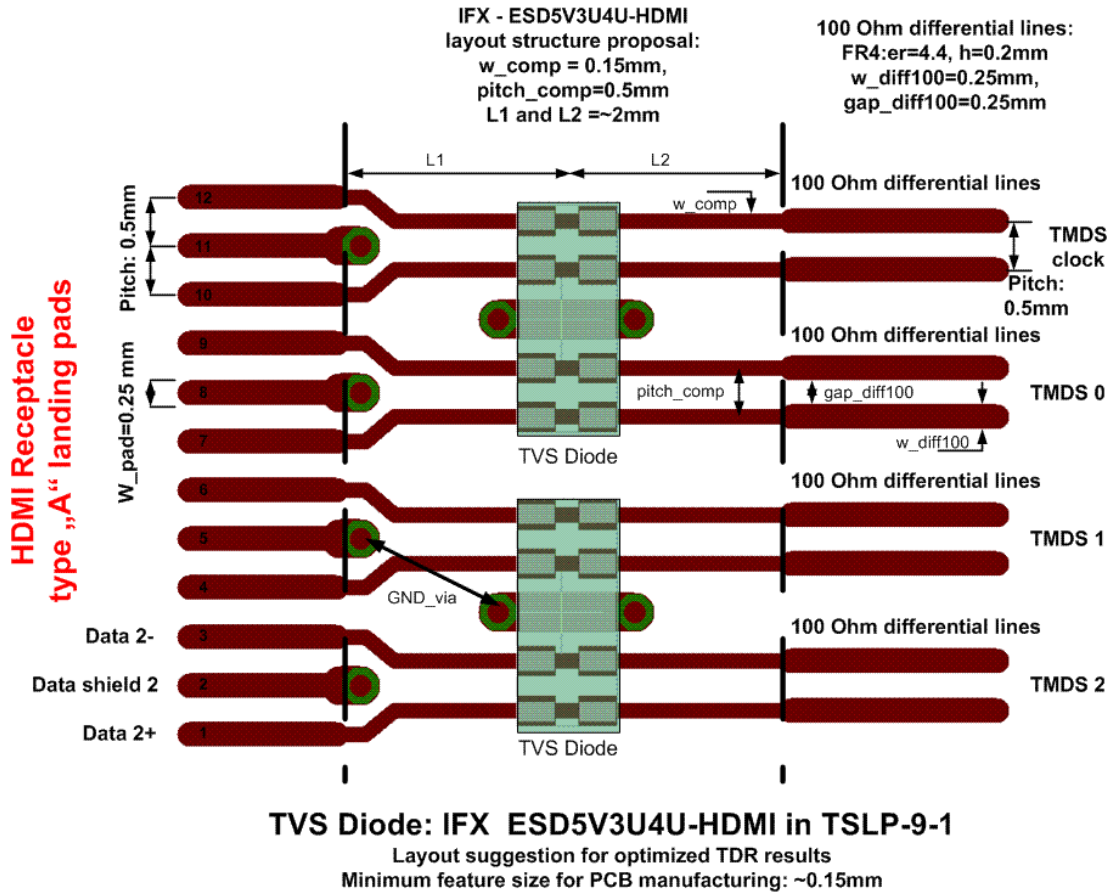 IFX - ESD5V3U4U-HDMI
layout structure proposal:
w_comp = 0.15mm,
pitch_comp=0.5mm
L1 and L2 =~2mm
100 Ohm differential lines:
FR4:er=4.4, h=0.2mm
w_diff100=0.25mm,
gap_diff100=0.25mm
L1
L2
100 Ohm differential lines
12
w_comp
Pitch: 0.5mm
11
TMDS
clock
10
Pitch:
0.5mm
HDMI Receptacle
type „A“ landing pads
9
100 Ohm differential lines
W_pad=0.25 mm
8
pitch_comp
gap_diff100
TMDS 0
7
w_diff100
TVS Diode
6
100 Ohm differential lines
5
TMDS 1
4
GND_via
100 Ohm differential lines
Data 2-
3
Data shield 2
2
TMDS 2
Data 2+
1
TVS Diode
TVS Diode: IFX ESD5V3U4U-HDMI in TSLP-9-1
Layout suggestion for optimized TDR results
Minimum feature size for PCB manufacturing: ~0.15mm